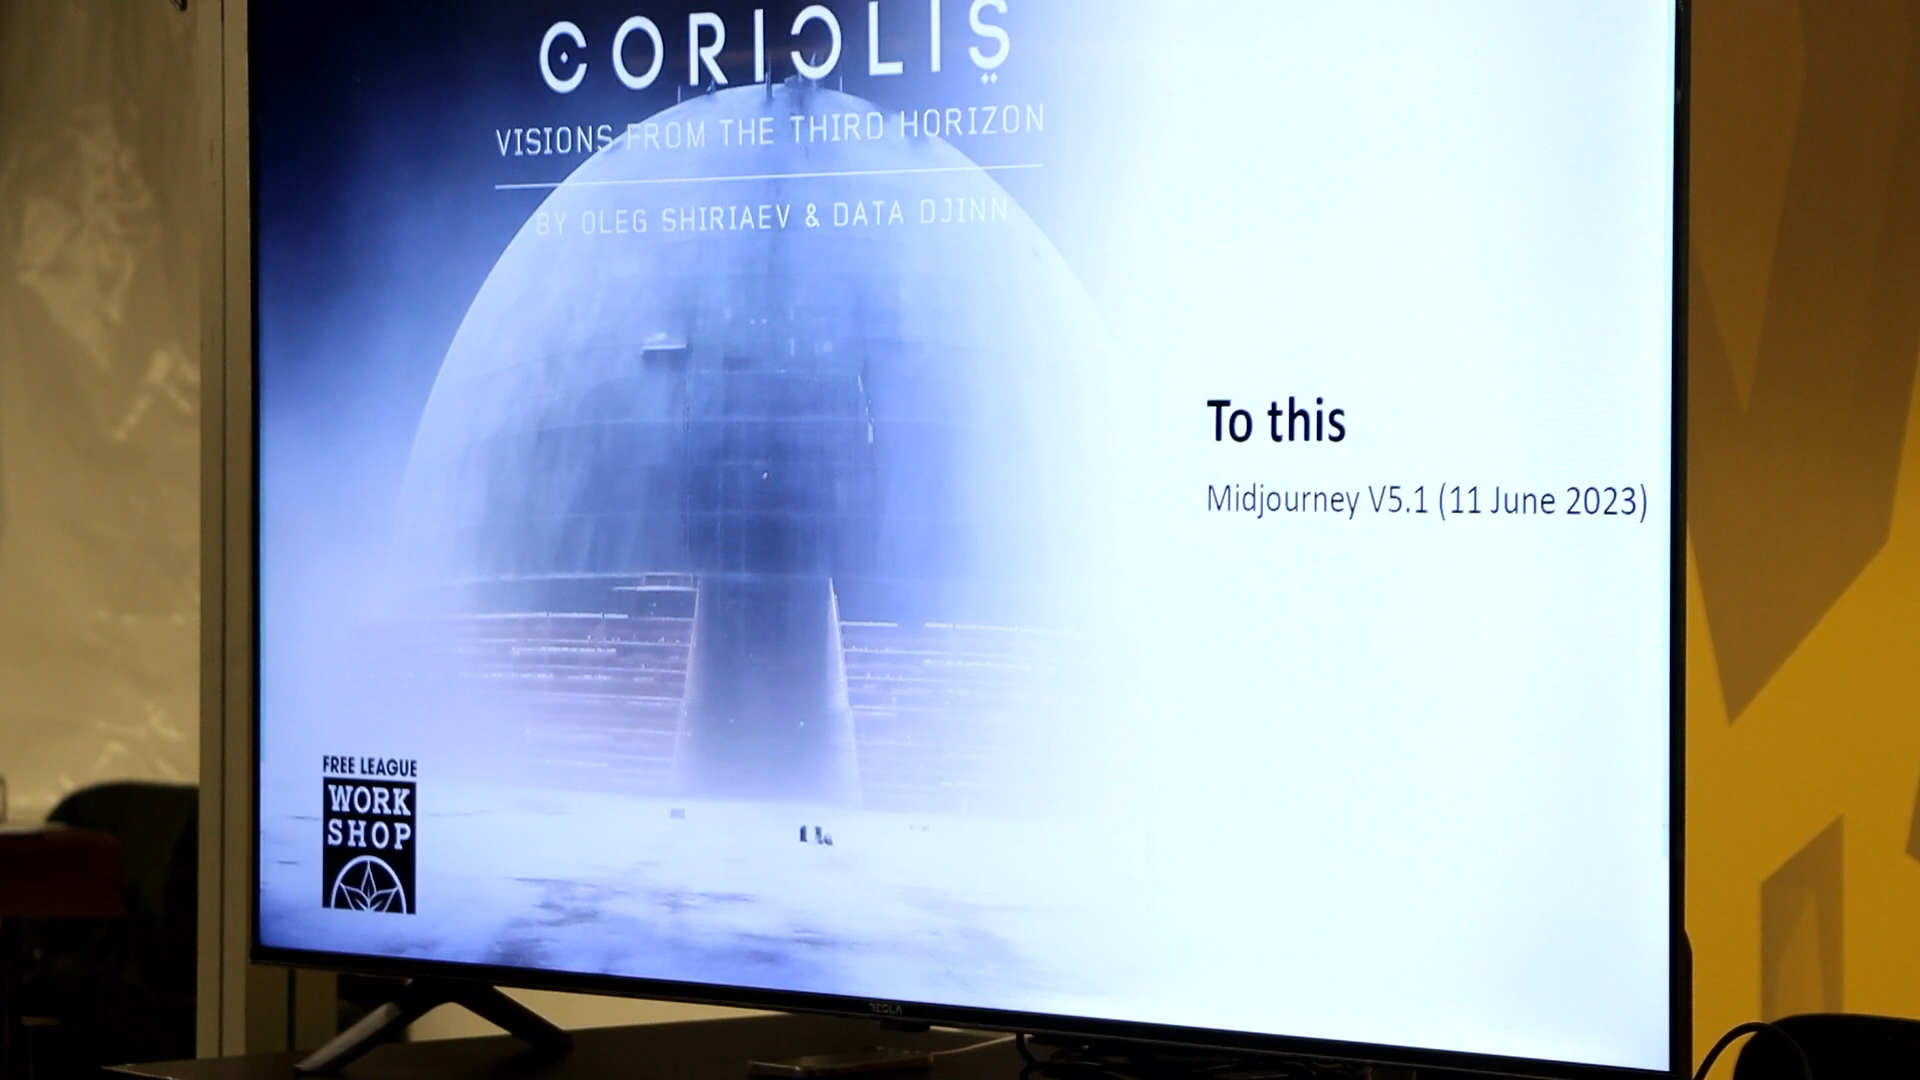 CORIOLIS
VISIONS FROM THE THIRD HORIZON
BY OLEG SHIRIAEV & DATA DJINN
To this
Midjourney V5.1 (11 June 2023)
FREE LEAGUE
WORK
SHOP
TESLA